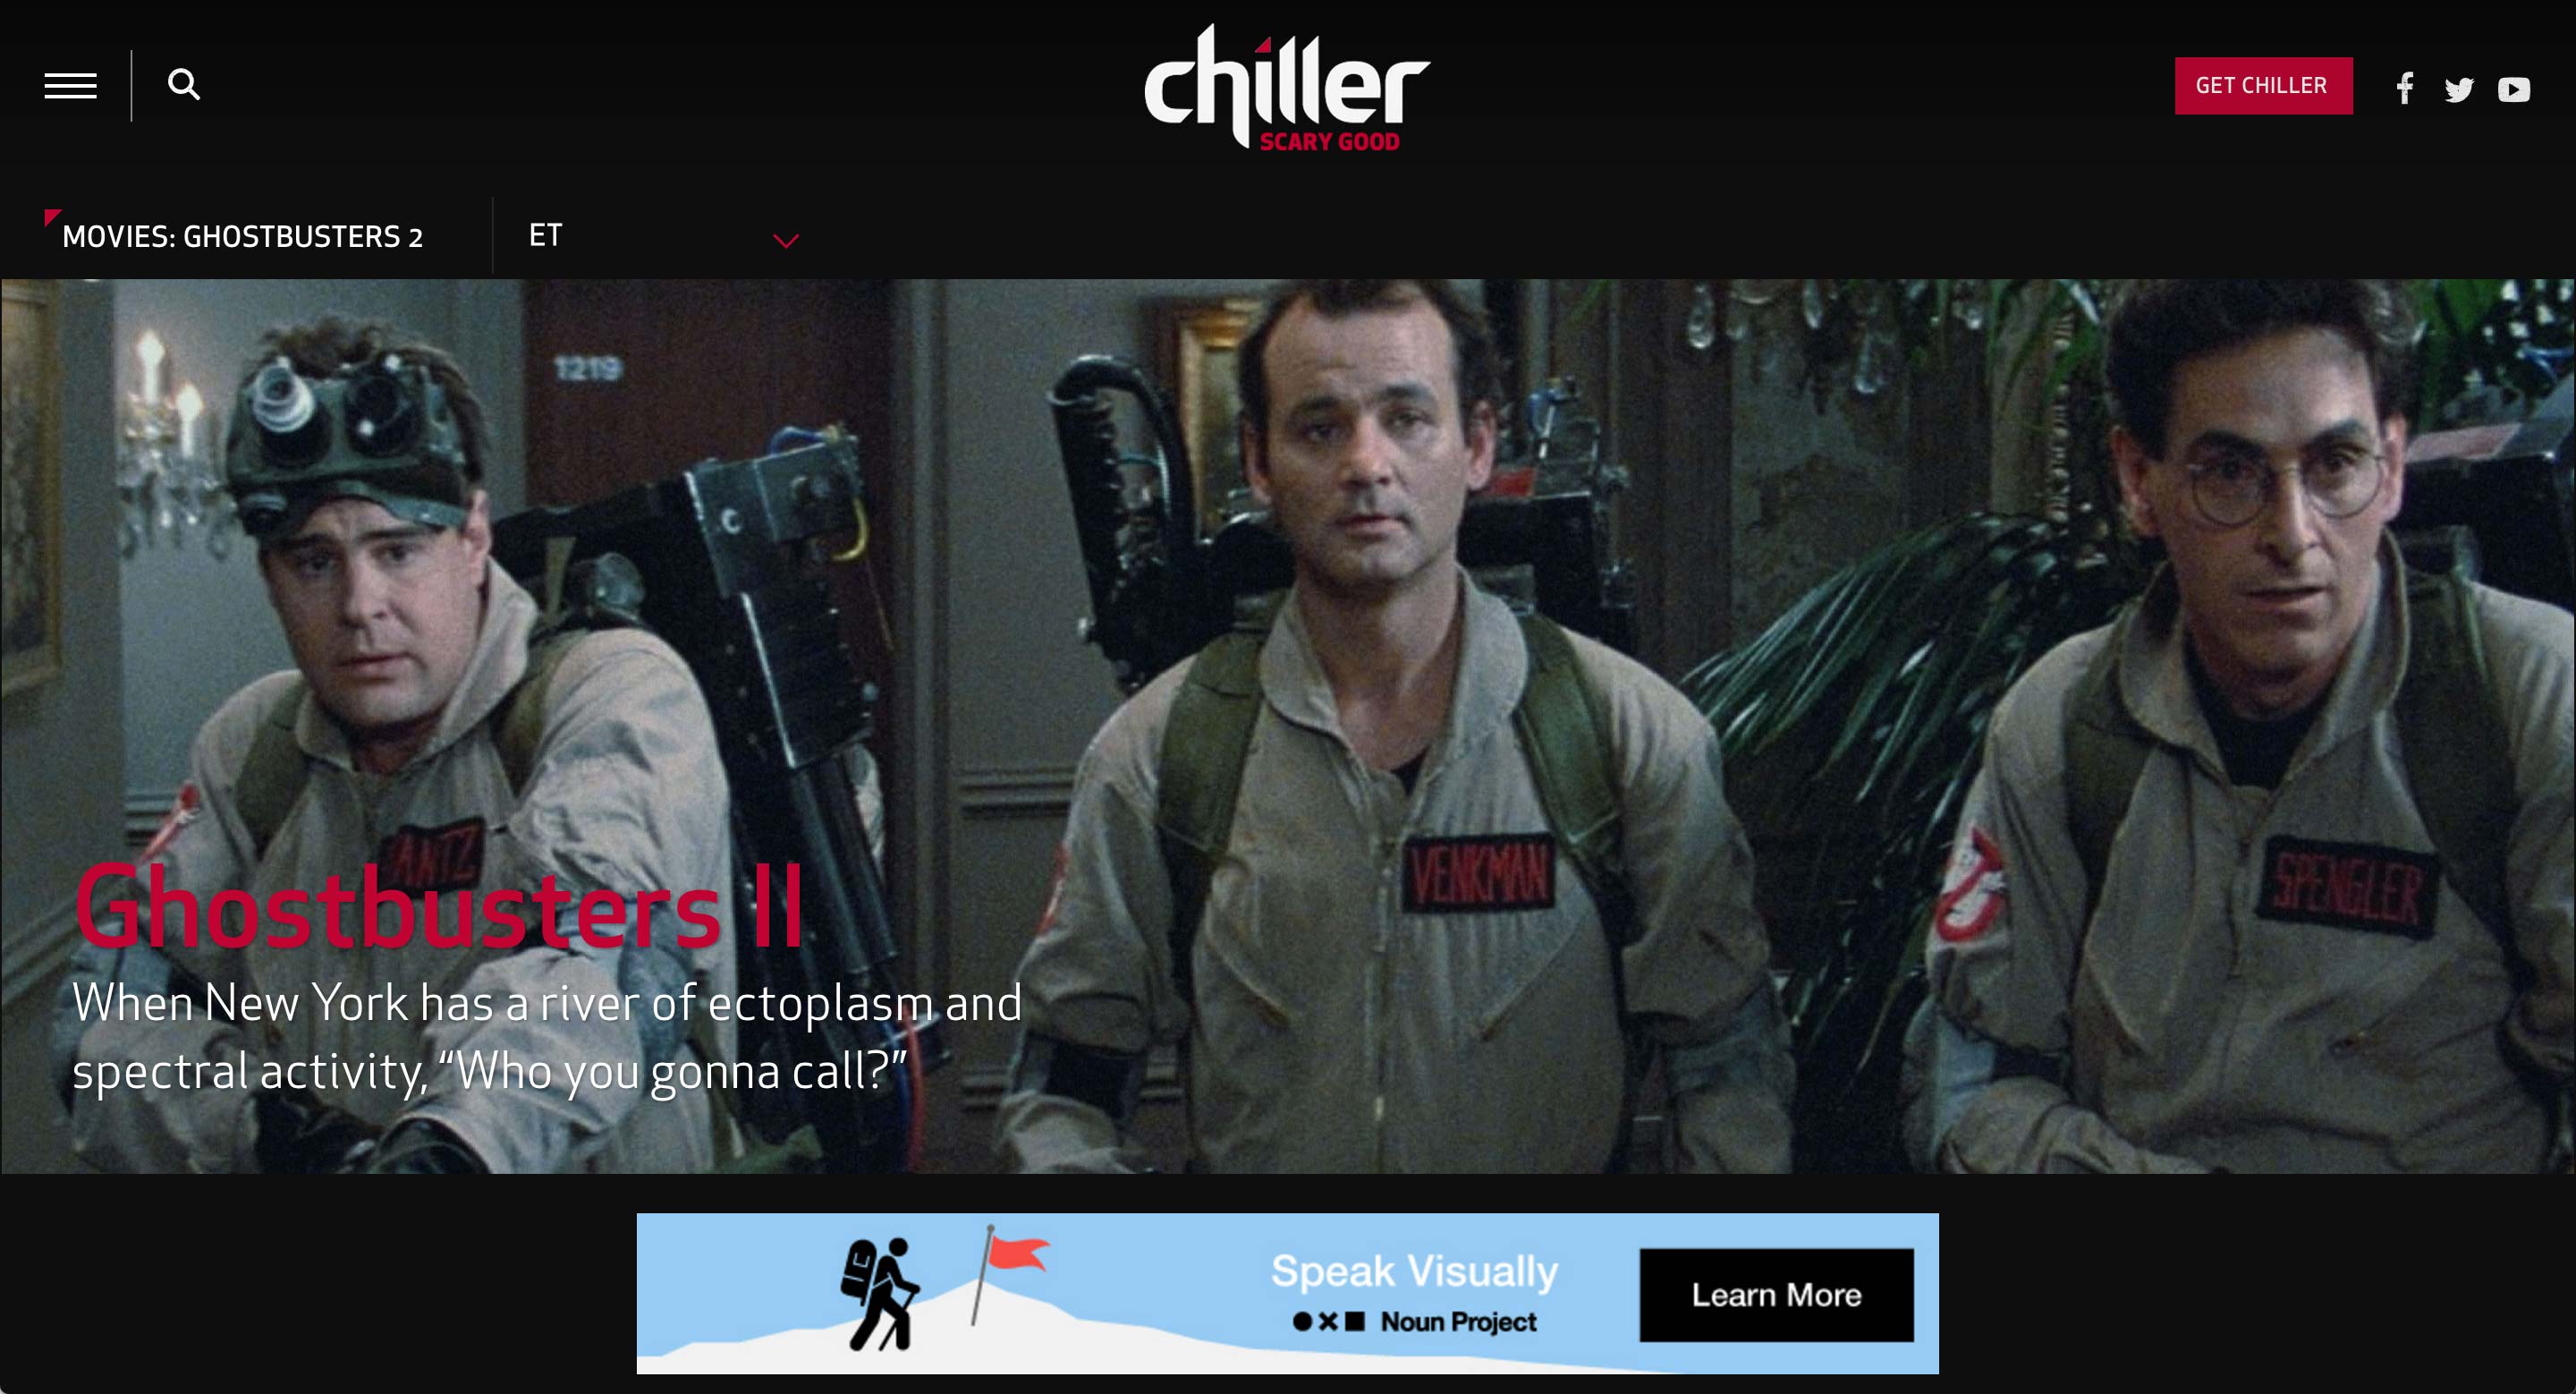 chiller
SCARY GOOD
GET CHILLER
MOVIES: GHOSTBUSTERS 2
ET
1219
ANTZ
VENKMAN
SPENGLER
Ghostbusters II
When New York has a river of ectoplasm and
spectral activity, “Who you gonna call?”
Speak Visually
Noun Project
Learn More